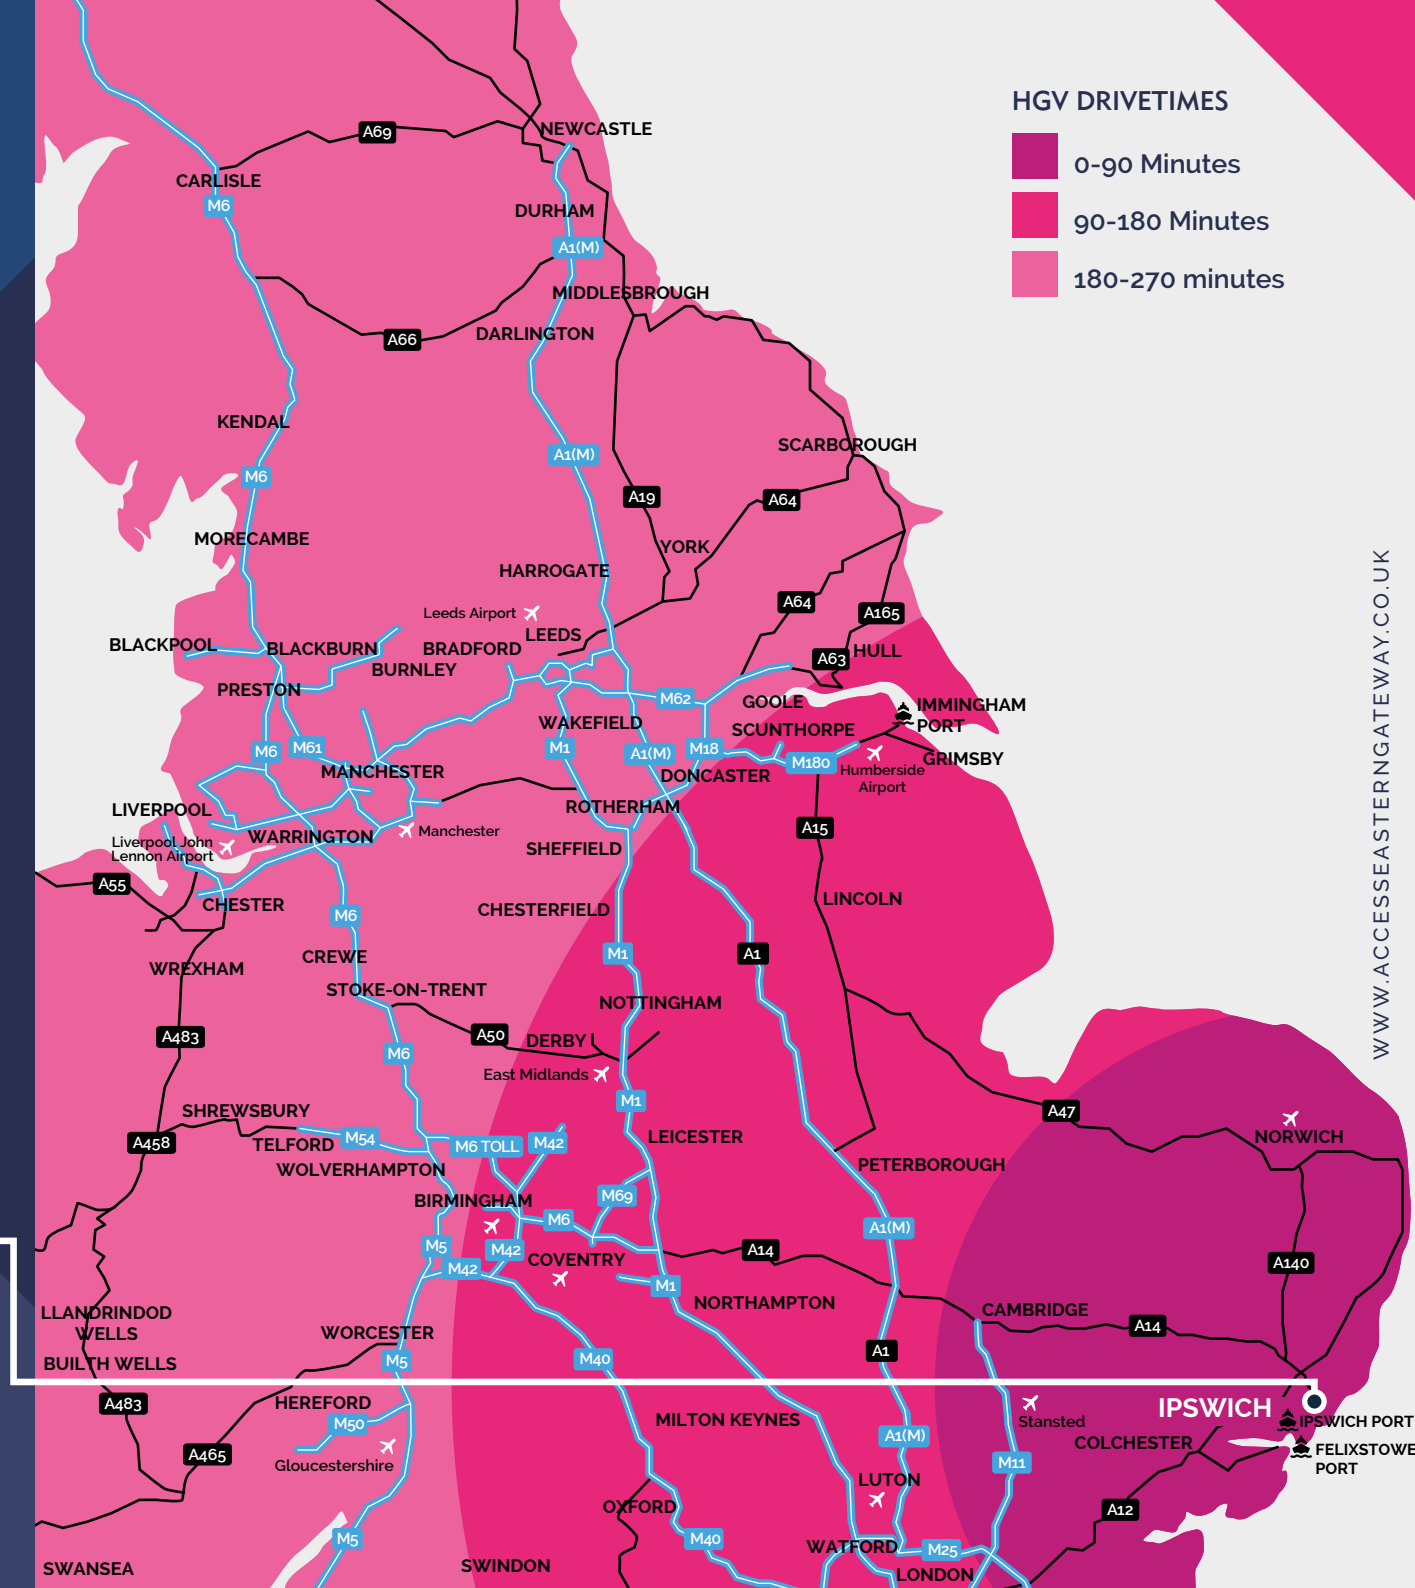 HGV DRIVETIMES
0-90 Minutes
90-180 Minutes
180-270 minutes
WWW.ACCESSEASTERNGATEWAY.CO.UK
A69
NEWCASTLE
CARLISLE
M6
DURHAM
A1(M)
MIDDLESBROUGH
DARLINGTON
A66
KENDAL
SCARBOROUGH
A1(M)
M6
A19
A64
MORECAMBE
YORK
HARROGATE
A64
A165
Leeds Airport
LEEDS
BLACKPOOL
BLACKBURN
BRADFORD
HULL
A63
BURNLEY
PRESTON
M62
GOOLE
IMMINGHAM
PORT
WAKEFIELD
SCUNTHORPE
M6
M61
M1
A1(M)
M18
M180
GRIMSBY
MANCHESTER
DONCASTER
Humberside
Airport
LIVERPOOL
ROTHERHAM
A15
Manchester
WARRINGTON
Liverpool John
Lennon Airport
SHEFFIELD
A55
CHESTER
LINCOLN
CHESTERFIELD
M6
CREWE
M1
A1
WREXHAM
STOKE-ON-TRENT
NOTTINGHAM
A483
A50
DERBY
M6
East Midlands
M1
SHREWSBURY
A47
A458
TELFORD
M54
M6 TOLL
M42
LEICESTER
NORWICH
WOLVERHAMPTON
PETERBOROUGH
BIRMINGHAM
M69
M6
A1(M)
M5
M42
COVENTRY
A14
A140
M42
M1
LLANDRINDOD
WELLS
NORTHAMPTON
CAMBRIDGE
A14
WORCESTER
A1
BUILTH WELLS
M5
M40
A483
HEREFORD
IPSWICH
M50
MILTON KEYNES
Stansted
IPSWICH PORT
A1(M)
COLCHESTER
FELIXSTOWE
PORT
A465
Gloucestershire
M11
LUTON
OXFORD
A12
M5
M40
WATFORD
M25
SWANSEA
SWINDON
LONDON